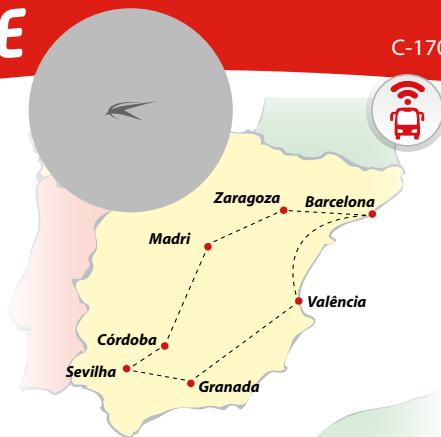 E
C-170
Zaragoza
Barcelona
Madri
Valência
Córdoba
Sevilha
Granada